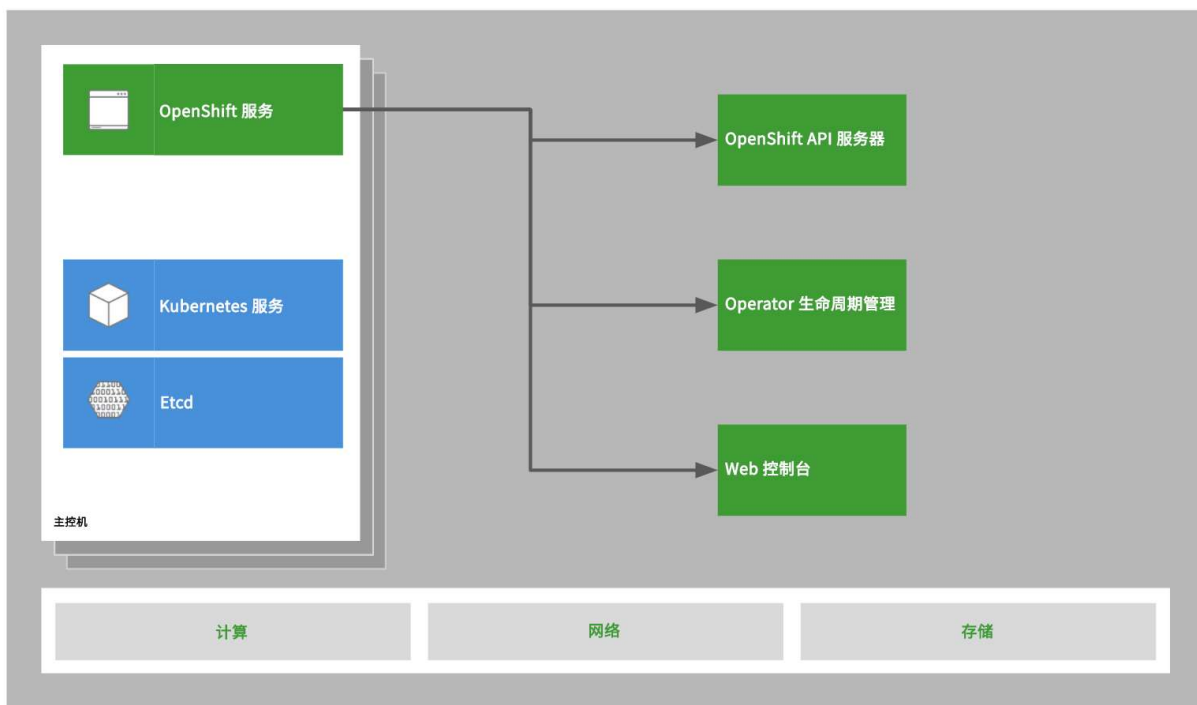 OpenShift 服务
Kubernetes 服务
Etcd
主控机
OpenShift API 服务器
Operator 生命周期管理
Web 控制台
计算
网络
存储